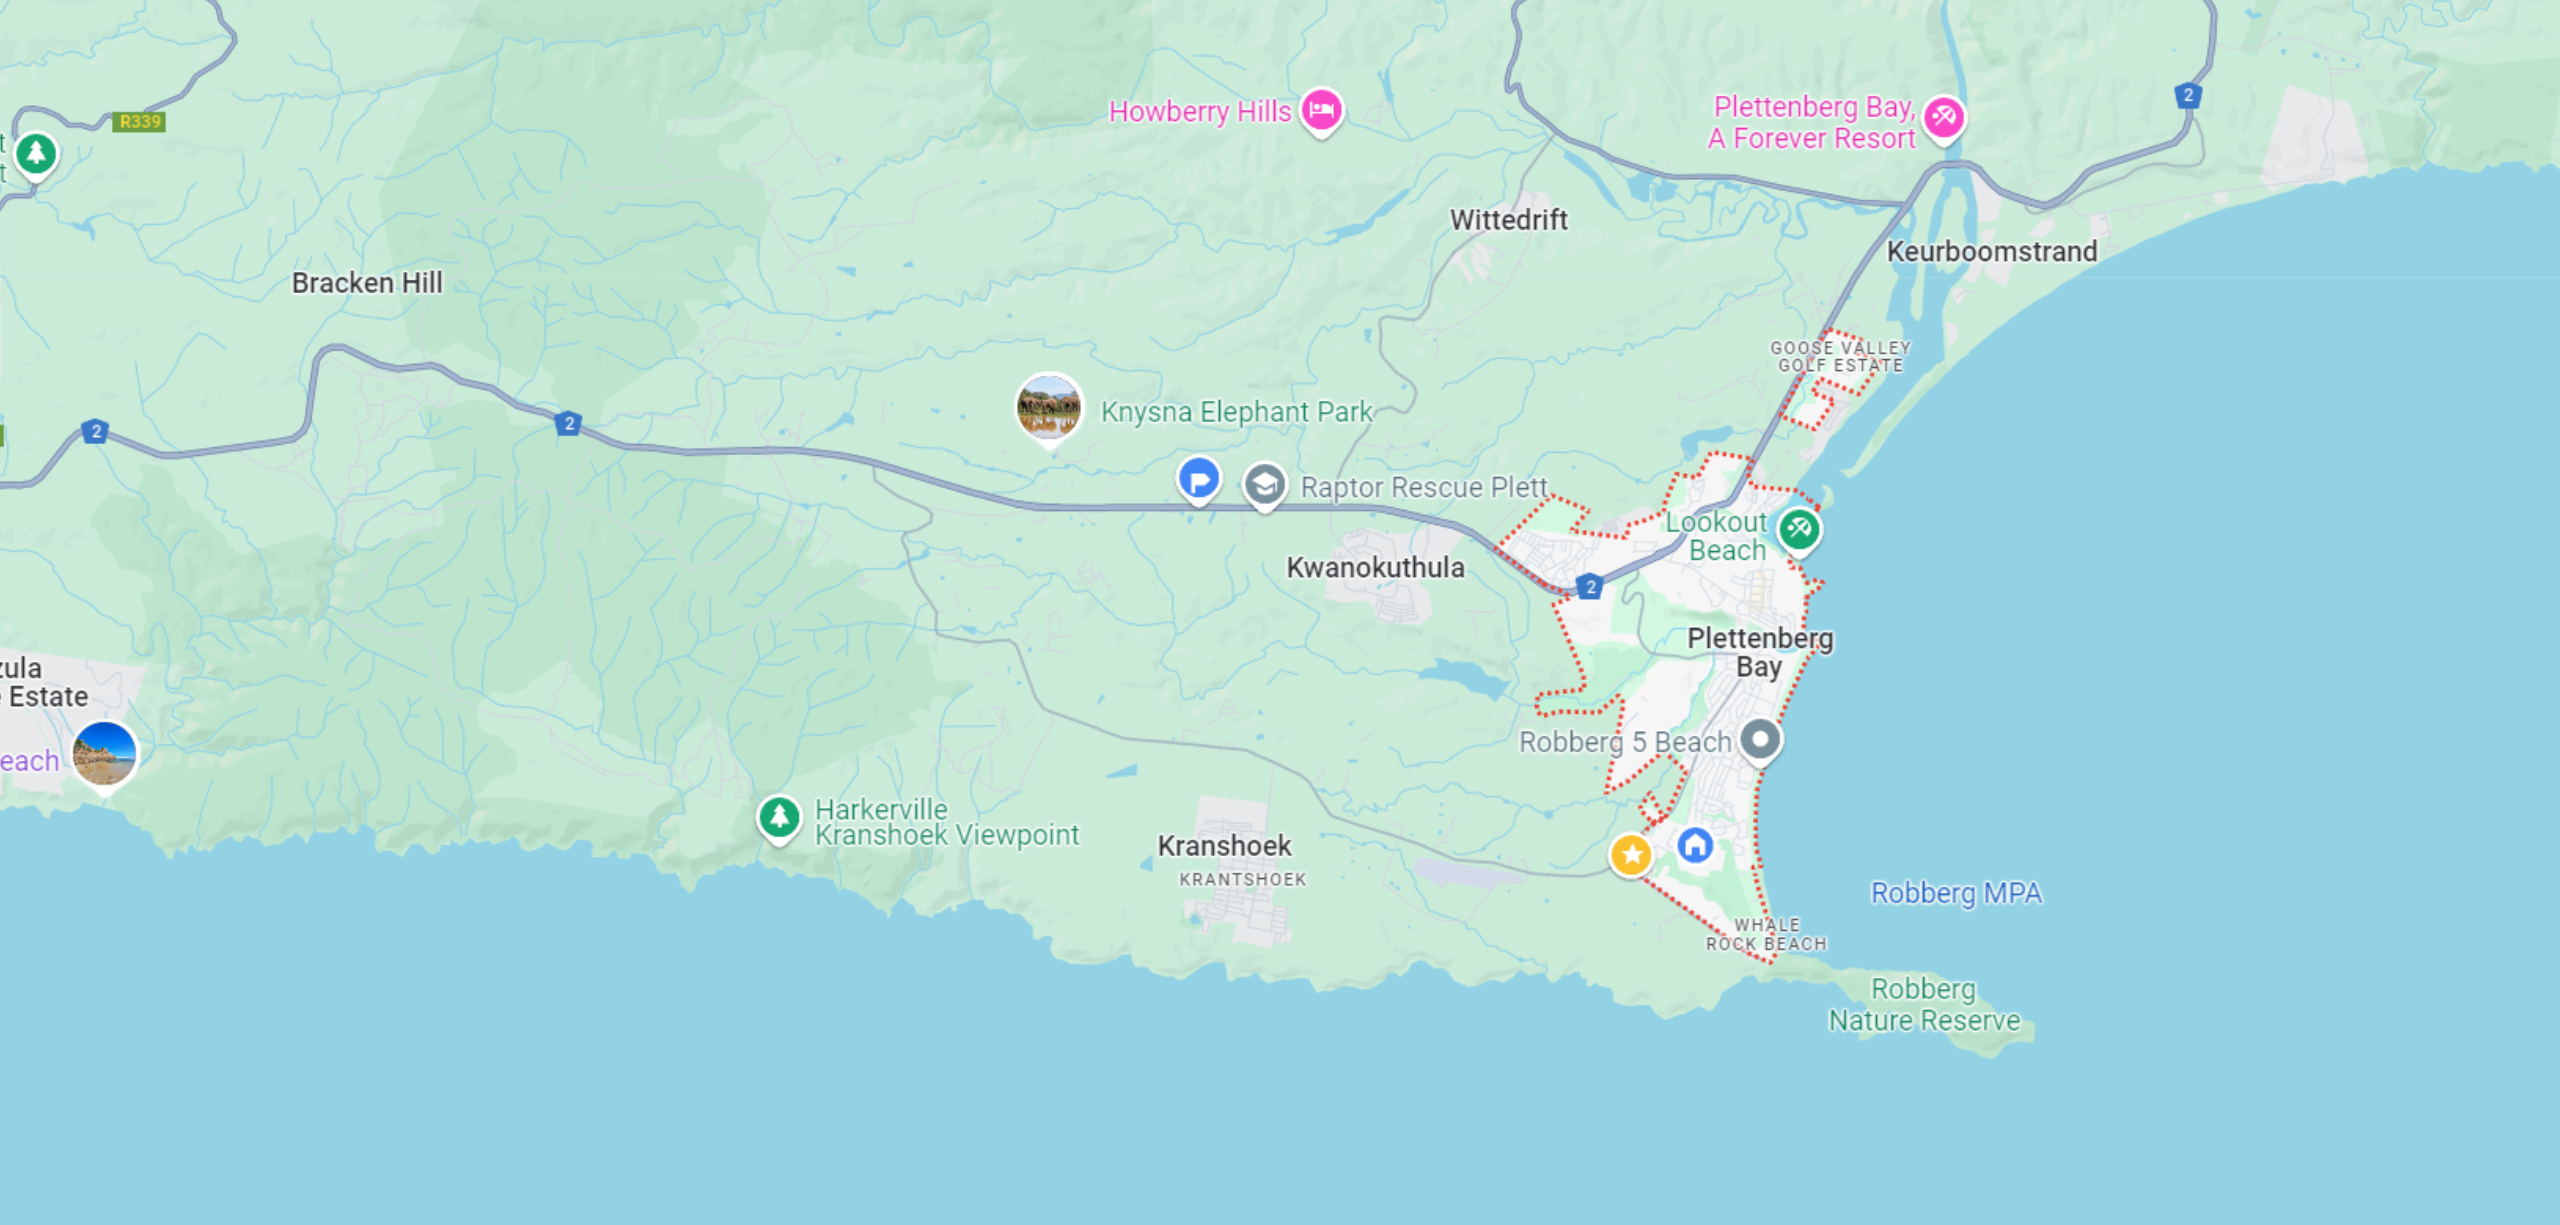 R339
t
t
Howberry Hills
Plettenberg Bay,
A Forever Resort
2
Wittedrift
Keurboomstrand
Bracken Hill
GOOSE VALLEY
GOLF ESTATE
Knysna Elephant Park
2
2
Raptor Rescue Plett
Lookout
Beach
Kwanokuthula
2
Plettenberg
Bay
zula
e Estate
each
Robberg 5 Beach
Harkerville
Kranshoek Viewpoint
Kranshoek
KRANTSHOEK
Robberg MPA
WHALE
ROCK BEACH
Robberg
Nature Reserve